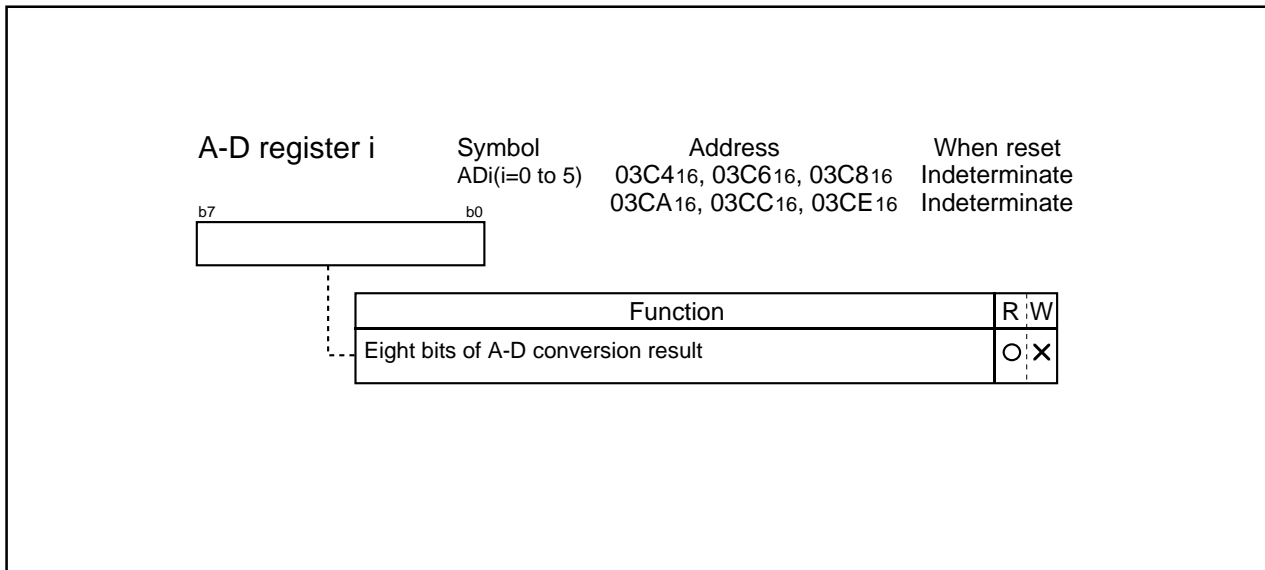 A-D register i Symbol Address When reset
ADi(i=0 to 5) 03C416, 03C616, 03C816 Indeterminate
03CA16, 03CC16, 03CE16 Indeterminate
b7 b0
Function R W
Eight bits of A-D conversion result O X